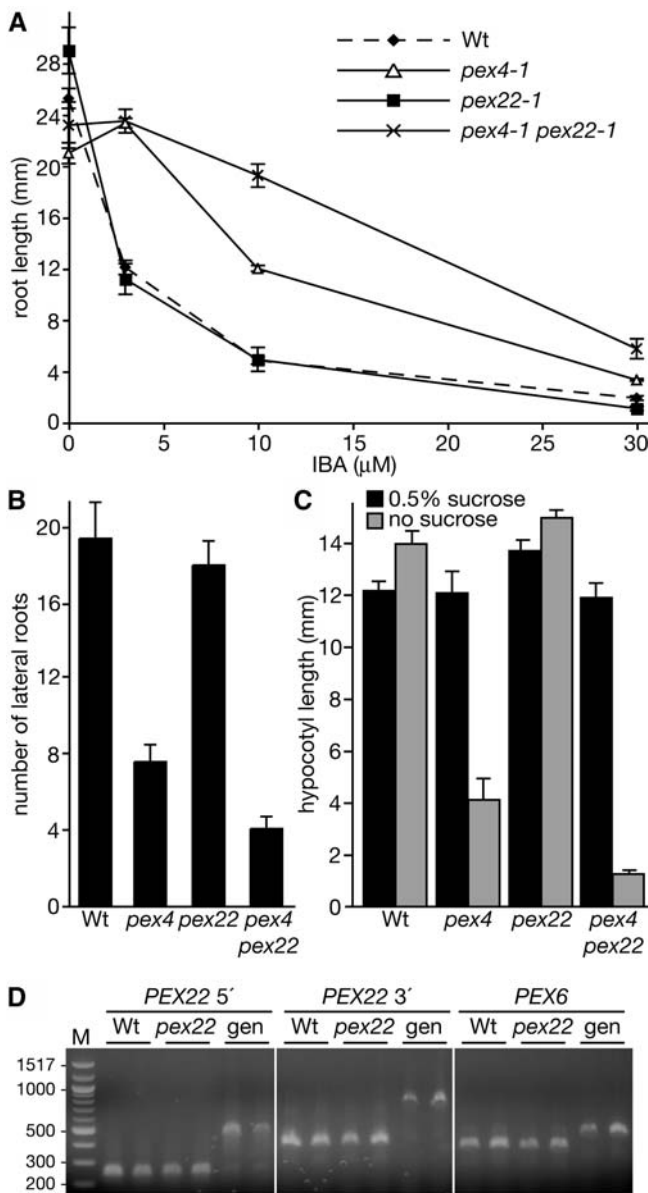 A
Wt
pex4-1
pex22-1
pex4-1 pex22-1
root length (mm)
28
24
20
16
12
8
4
0
0
5
10
15
20
25
30
IBA (μM)
B
number of lateral roots
20
16
12
8
4
0
Wt
pex4
pex22
pex4
pex22
C
0.5% sucrose
no sucrose
hypocotyl length (mm)
14
12
10
8
6
4
2
0
Wt
pex4
pex22
pex4
pex22
D
PEX22 5´ PEX22 3´ PEX6
M Wt pex22 gen Wt pex22 gen Wt pex22 gen
1517
1000
500
300
200